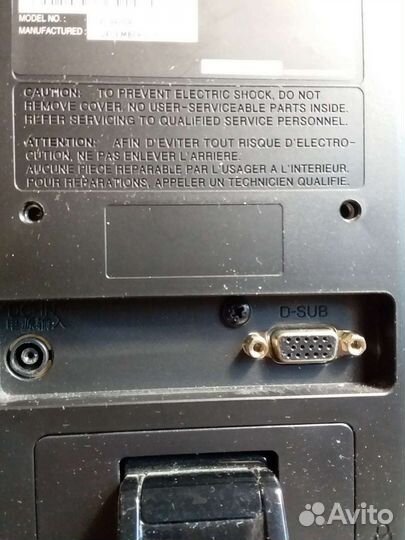 MODEL NO. :
MANUFACTURED :
CAUTION: TO PREVENT ELECTRIC SHOCK, DO NOT
REMOVE COVER. NO USER-SERVICEABLE PARTS INSIDE.
REFER SERVICING TO QUALIFIED SERVICE PERSONNEL.
ATTENTION: AFIN D'EVITER TOUT RISQUE D'ELECTRO-
CUTION, NE PAS ENLEVER L'ARRIERE.
AUCUNE PIECE REPARABLE PAR L'USAGER A L'INTERIEUR.
POUR REPARATIONS, APPELER UN TECHNICIEN QUALIFIE.
DC-IN
D-SUB
Avito